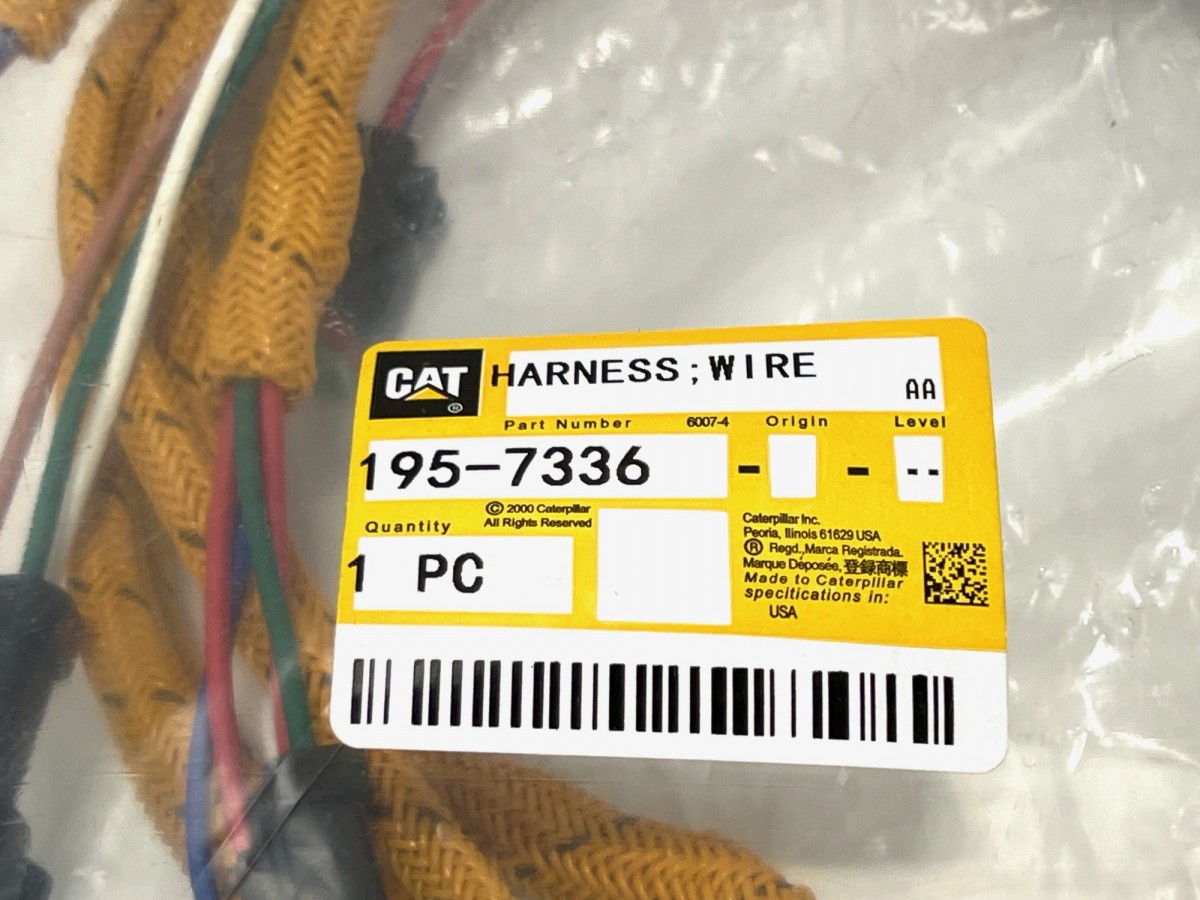 CAT ®
HARNESS;WIRE
AA
Part Number 6007-4 Origin Level
195-7336 - - --
© 2000 Caterpillar
All Rights Reserved
Quantity
1 PC
Caterpillar Inc.
Peoria, Ilinois 61629 USA
® Regd.,Marca Registrada.
Marque Déposée, 登録商標
Made to Caterpillar
specitications in:
USA